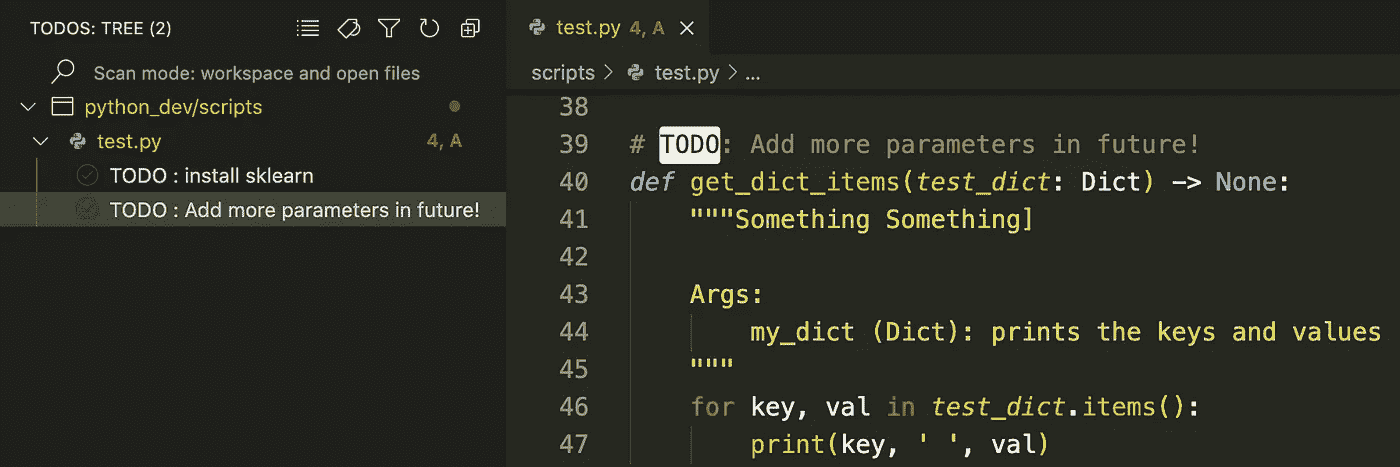 TODOS: TREE (2)
Scan mode: workspace and open files
python_dev/scripts
test.py 4, A
TODO : install sklearn
TODO : Add more parameters in future!
test.py 4, A
scripts > test.py > ...
38
39 # TODO: Add more parameters in future!
40 def get_dict_items(test_dict: Dict) -> None:
41 """Something Something]
42
43 Args:
44 my_dict (Dict): prints the keys and values
45 """
46 for key, val in test_dict.items():
47 print(key, ' ', val)